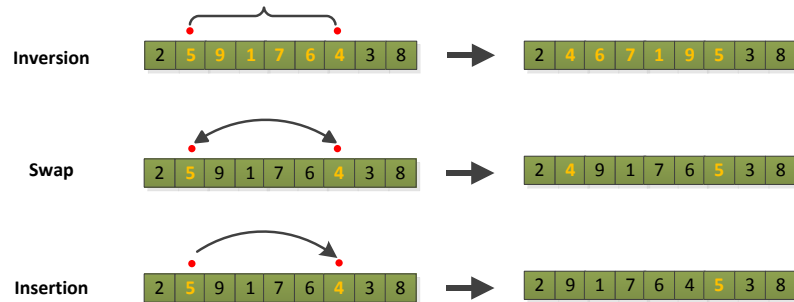 Inversion 2 5 9 1 7 6 4 3 8 2 4 6 7 1 9 5 3 8
Swap 2 5 9 1 7 6 4 3 8 2 4 9 1 7 6 5 3 8
Insertion 2 5 9 1 7 6 4 3 8 2 9 1 7 6 4 5 3 8